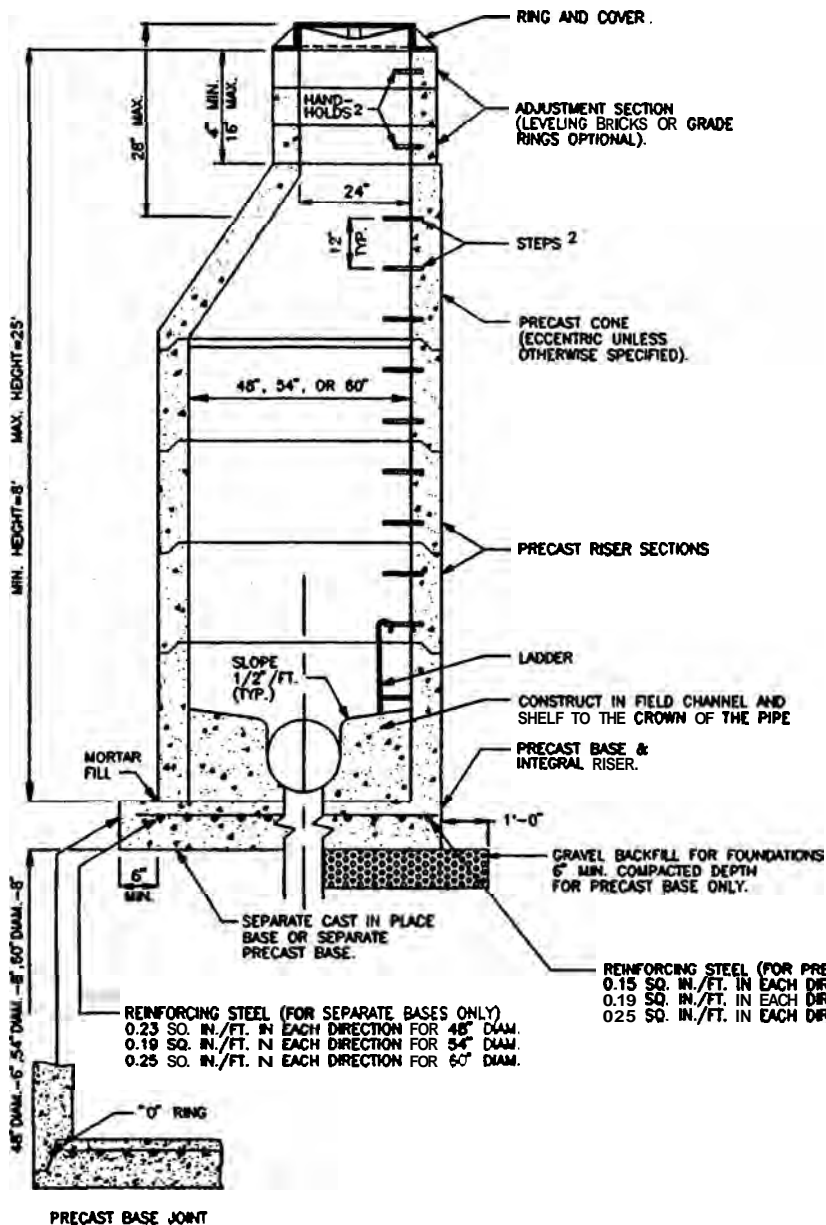 RING AND COVER.
28" MAX.
4" MIN.
16" MAX.
HAND-
HOLDS 2
ADJUSTMENT SECTION
(LEVELING BRICKS OR GRADE
RINGS OPTIONAL).
24"
12"
TYP.
STEPS 2
PRECAST CONE
(ECCENTRIC UNLESS
OTHERWISE SPECIFIED).
MIN. HEIGHT=8' MAX. HEIGHT=25'
48", 54", OR 60"
PRECAST RISER SECTIONS
SLOPE
1/2"/FT.
(TYP.)
LADDER
CONSTRUCT IN FIELD CHANNEL AND
SHELF TO THE CROWN OF THE PIPE
MORTAR
FILL
PRECAST BASE &
INTEGRAL RISER.
1'-0"
6"
MIN.
GRAVEL BACKFILL FOR FOUNDATIONS
6" MIN. COMPACTED DEPTH
FOR PRECAST BASE ONLY.
SEPARATE CAST IN PLACE
BASE OR SEPARATE
PRECAST BASE.
48" DIAM.-6", 54" DIAM.-8", 60" DIAM.-8"
REINFORCING STEEL (FOR PRE
0.15 SQ. IN./FT. IN EACH DIR
0.19 SQ. IN./FT. IN EACH DIR
025 SQ. IN./FT. IN EACH DIR
REINFORCING STEEL (FOR SEPARATE BASES ONLY)
0.23 SO. IN./FT. IN EACH DIRECTION FOR 48" DIAM.
0.19 SQ. IN./FT. N EACH DIRECTION FOR 54" DIAM.
0.25 SO. IN./FT. N EACH DIRECTION FOR 60" DIAM.
"O" RING
PRECAST BASE JOINT